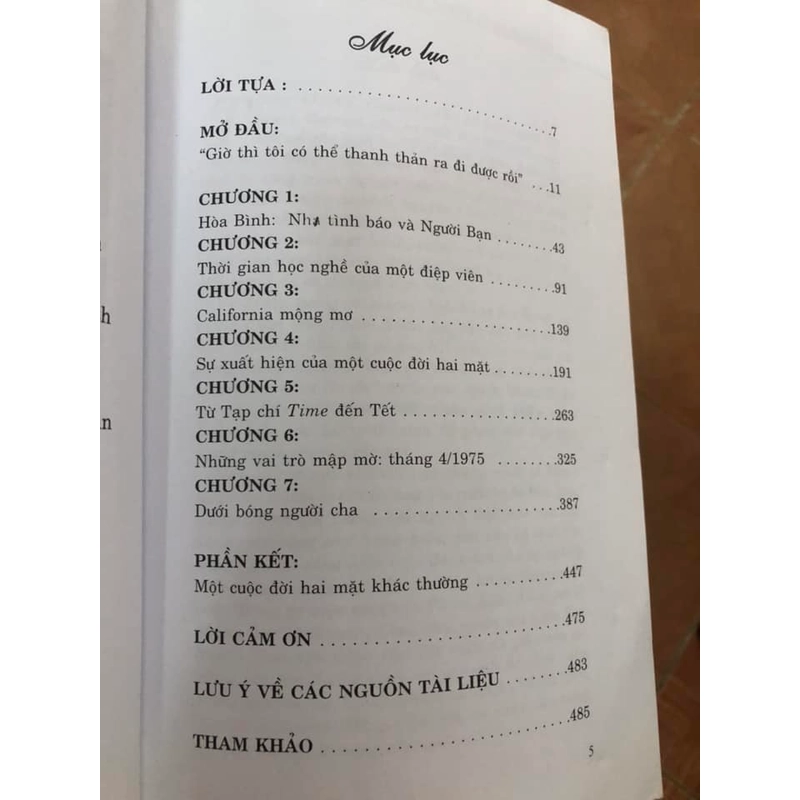 Mục lục
LỜI TỰA : ..............................7
MỞ ĐẦU:
"Giờ thì tôi có thể thanh thản ra đi được rồi" ...11
CHƯƠNG 1:
Hòa Bình: Nhà tình báo và Người Bạn ........43
CHƯƠNG 2:
Thời gian học nghề của một điệp viên ........91
CHƯƠNG 3:
California mộng mơ ......................139
CHƯƠNG 4:
Sự xuất hiện của một cuộc đời hai mặt ........191
CHƯƠNG 5:
Từ Tạp chí Time đến Tết ..................263
CHƯƠNG 6:
Những vai trò mập mờ: tháng 4/1975 ........325
CHƯƠNG 7:
Dưới bóng người cha ......................387
PHẦN KẾT:
Một cuộc đời hai mặt khác thường ...........447
LỜI CẢM ƠN ..............................475
LƯU Ý VỀ CÁC NGUỒN TÀI LIỆU ........483
THAM KHẢO ..............................485
5